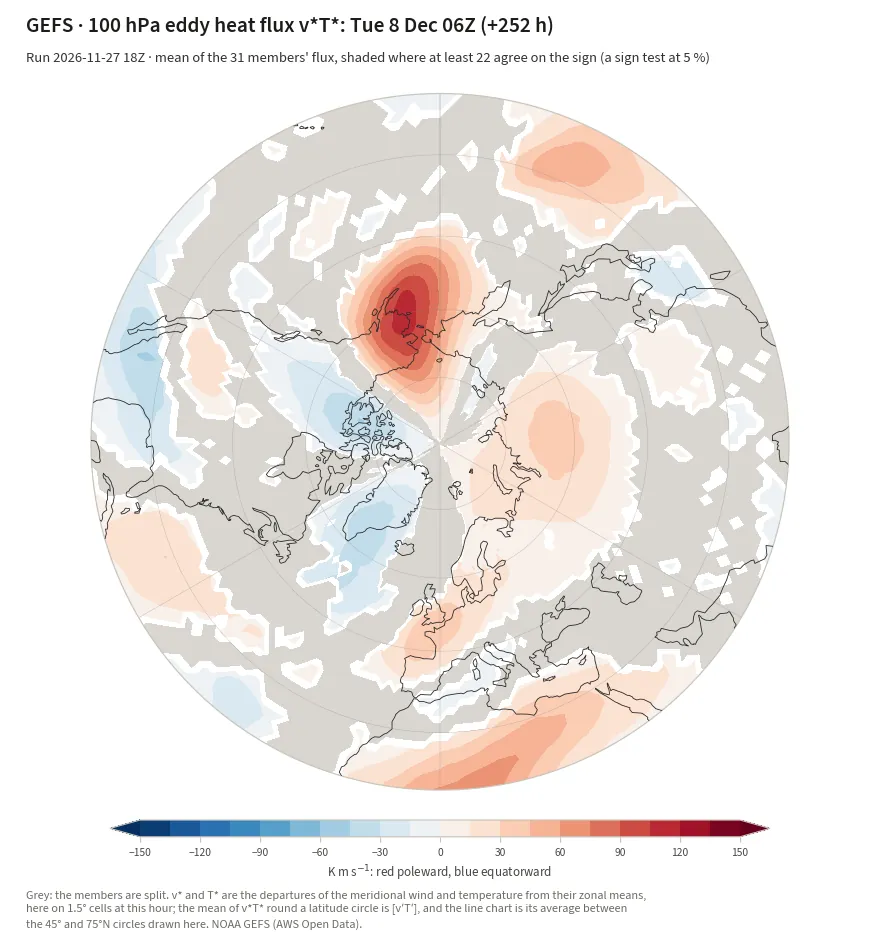 GEFS · 100 hPa eddy heat flux v*T*: Tue 8 Dec 06Z (+252 h)
Run 2026-11-27 18Z · mean of the 31 members' flux, shaded where at least 22 agree on the sign (a sign test at 5 %)
−150 −120 −90 −60 −30 0 30 60 90 120 150
K m s⁻¹: red poleward, blue equatorward
Grey: the members are split. v* and T* are the departures of the meridional wind and temperature from their zonal means,
here on 1.5° cells at this hour; the mean of v*T* round a latitude circle is [v′T′], and the line chart is its average between
the 45° and 75°N circles drawn here. NOAA GEFS (AWS Open Data).